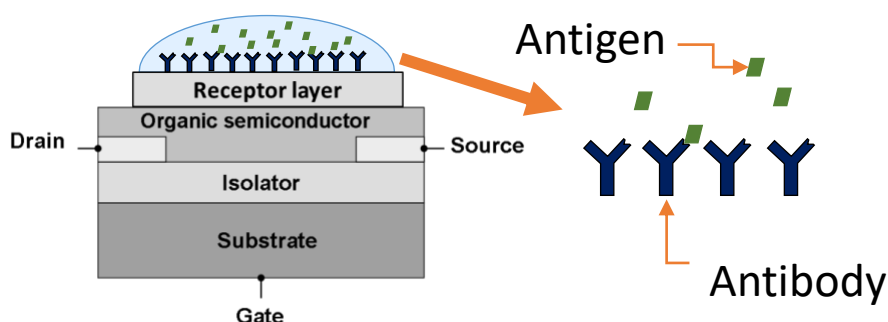 Antigen
Receptor layer
Organic semiconductor
Drain
Source
Isolator
Substrate
Antibody
Gate